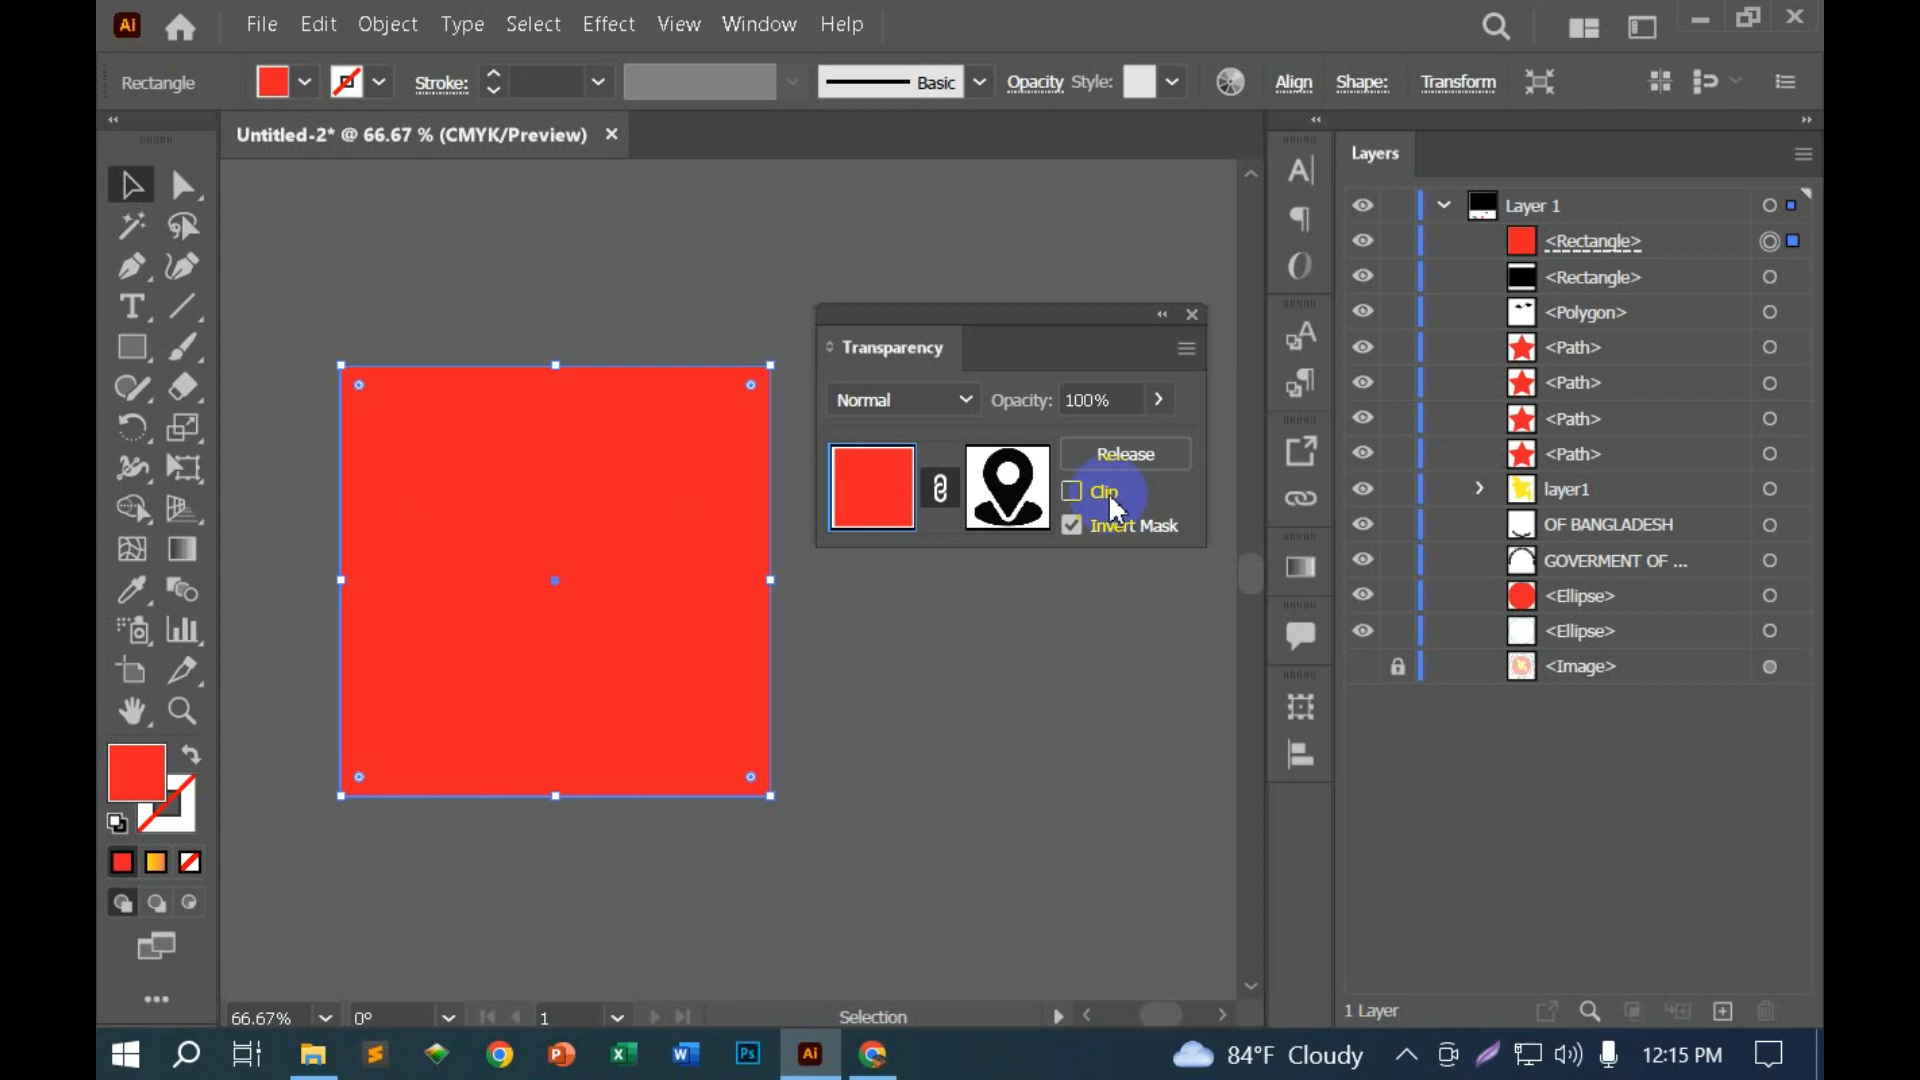 Ai File Edit Object Type Select Effect View Window Help
Rectangle Stroke: Basic Opacity Style: Align Shape: Transform
Untitled-2* @ 66.67 % (CMYK/Preview)
Layers
Layer 1
<Rectangle>
<Rectangle>
<Polygon>
<Path>
<Path>
<Path>
<Path>
layer1
OF BANGLADESH
GOVERMENT OF ...
<Ellipse>
<Ellipse>
<Image>
Transparency
Normal Opacity: 100%
Release
Clip
Invert Mask
66.67% 0° 1 Selection
1 Layer
84°F Cloudy 12:15 PM